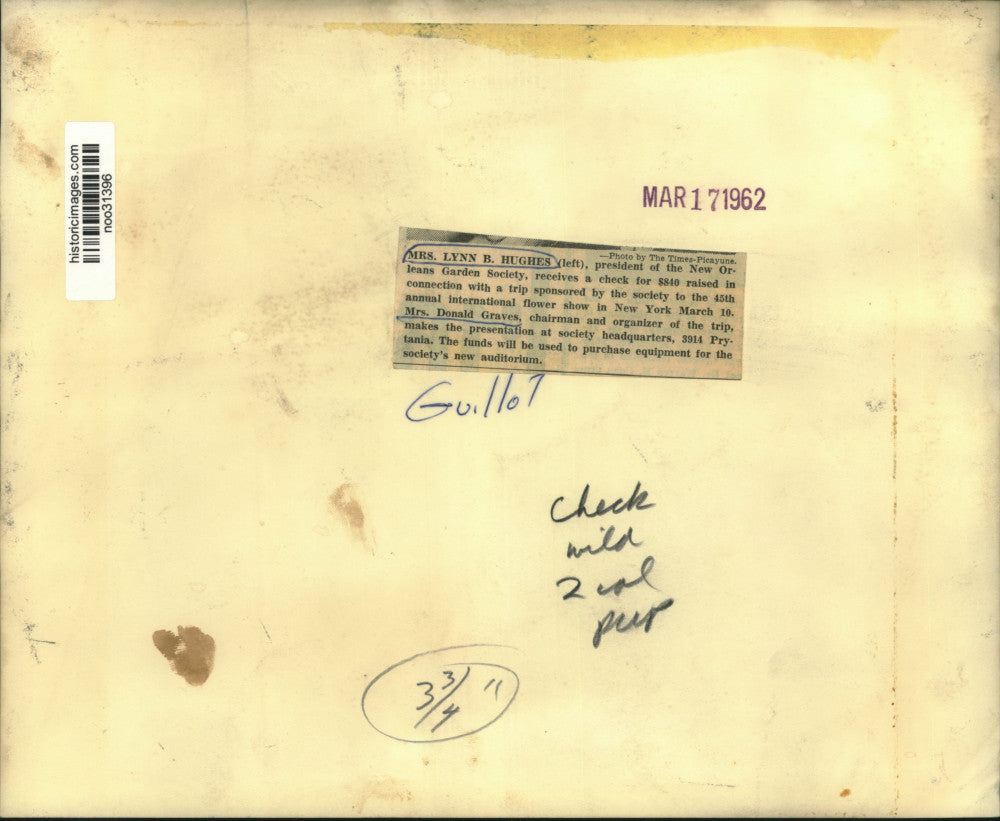 historicimages.com
noo31396
MAR 17 1962
—Photo by The Times-Picayune.
MRS. LYNN B. HUGHES (left), president of the New Or-
leans Garden Society, receives a check for $840 raised in
connection with a trip sponsored by the society to the 45th
annual international flower show in New York March 10.
Mrs. Donald Graves, chairman and organizer of the trip,
makes the presentation at society headquarters, 3914 Pry-
tania. The funds will be used to purchase equipment for the
society's new auditorium.
Guillot
check
wild
2 col
3 3/4 "